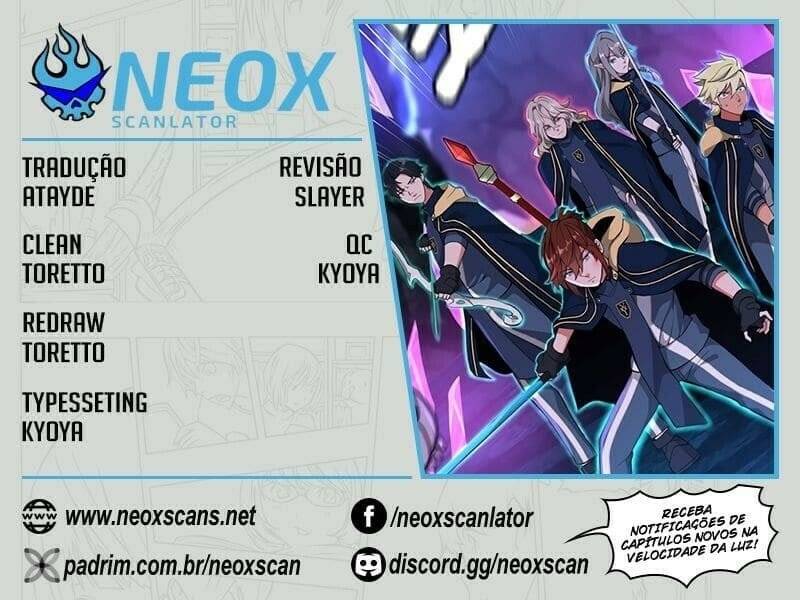 NEOX
SCANLATOR
TRADUÇÃO
ATAYDE
REVISÃO
SLAYER
CLEAN
TORETTO
QC
KYOYA
REDRAW
TORETTO
TYPESSETING
KYOYA
www www.neoxscans.net
/neoxscanlator
padrim.com.br/neoxscan
discord.gg/neoxscan
RECEBA
NOTIFICAÇÕES DE
CAPÍTULOS NOVOS NA
VELOCIDADE DA LUZ!